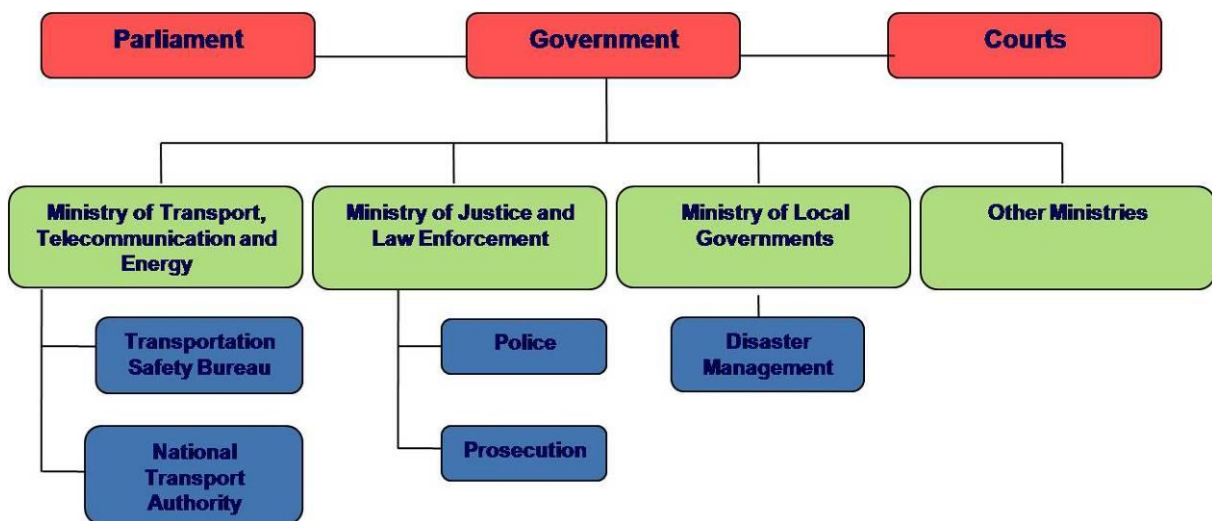 Parliament
Government
Courts
Ministry of Transport,
Telecommunication and
Energy
Ministry of Justice and
Law Enforcement
Ministry of Local
Governments
Other Ministries
Transportation
Safety Bureau
Police
Disaster
Management
National
Transport
Authority
Prosecution